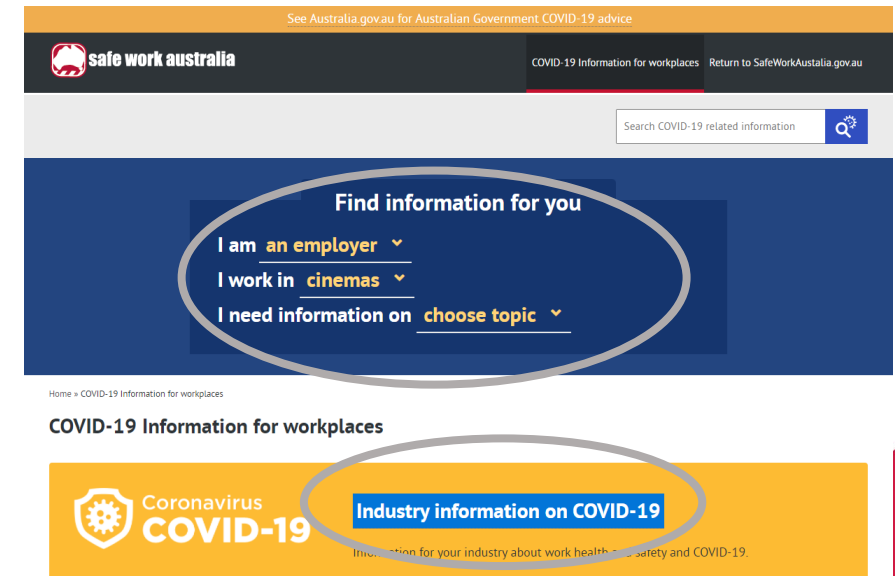 See Australia.gov.au for Australian Government COVID-19 advice
safe work australia
COVID-19 Information for workplaces Return to SafeWorkAustalia.gov.au
Search COVID-19 related information
Find information for you
I am an employer
I work in cinemas
I need information on choose topic
Home » COVID-19 Information for workplaces
COVID-19 Information for workplaces
Coronavirus
COVID-19
Industry information on COVID-19
Information for your industry about work health and safety and COVID-19.